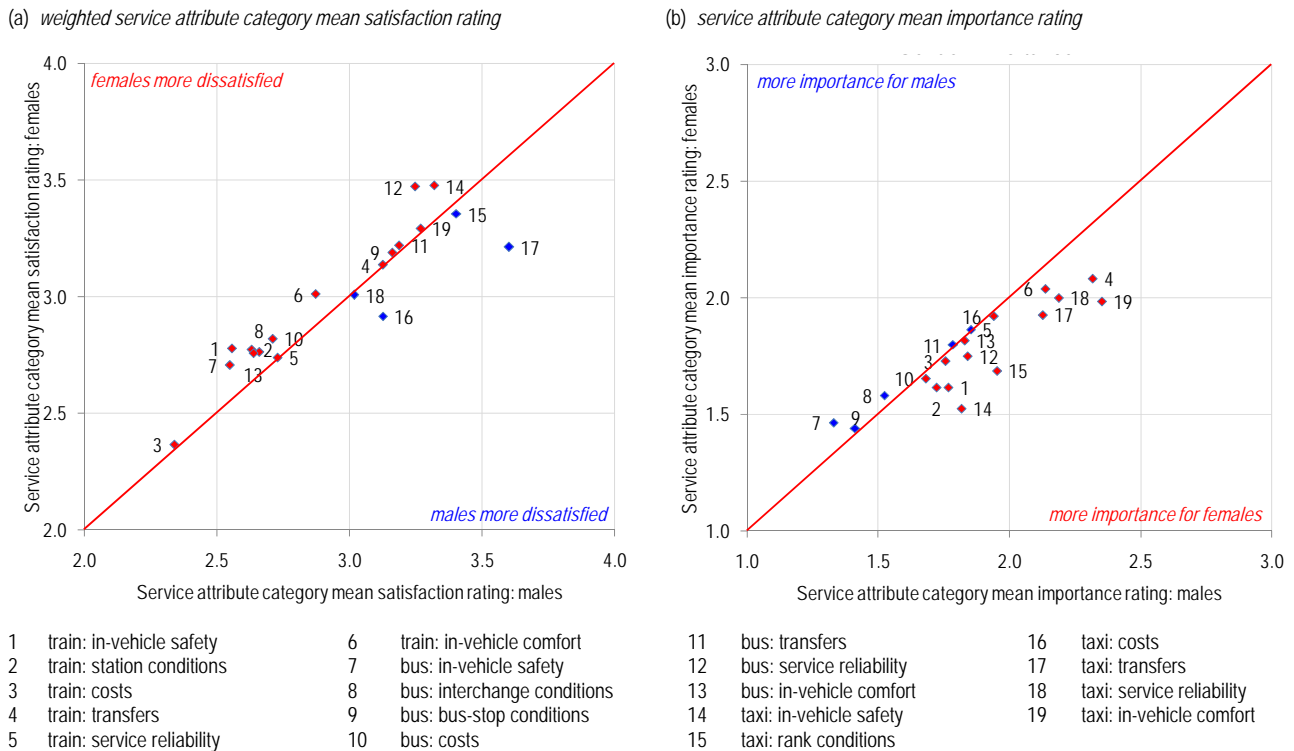 (a) weighted service attribute category mean satisfaction rating
4.0
3.5
3.0
2.5
2.0
2.0 2.5 3.0 3.5 4.0
Service attribute category mean satisfaction rating: females
Service attribute category mean satisfaction rating: males
females more dissatisfied
males more dissatisfied
12 14
15
19
17
9 11
4
6 18
16
8
1 2 10
5
7
13
3
(b) service attribute category mean importance rating
3.0
2.5
2.0
1.5
1.0
1.0 1.5 2.0 2.5 3.0
Service attribute category mean importance rating: females
Service attribute category mean importance rating: males
more importance for males
more importance for females
4
6 18 19
17
16 5
11 13
12
3
15
10
8 1
2 14
7 9
1 train: in-vehicle safety
2 train: station conditions
3 train: costs
4 train: transfers
5 train: service reliability
6 train: in-vehicle comfort
7 bus: in-vehicle safety
8 bus: interchange conditions
9 bus: bus-stop conditions
10 bus: costs
11 bus: transfers
12 bus: service reliability
13 bus: in-vehicle comfort
14 taxi: in-vehicle safety
15 taxi: rank conditions
16 taxi: costs
17 taxi: transfers
18 taxi: service reliability
19 taxi: in-vehicle comfort